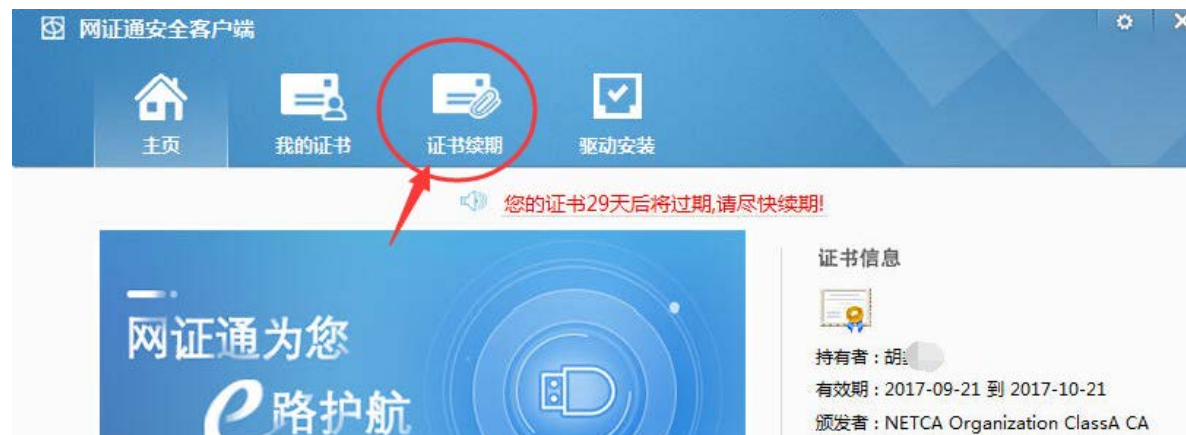 网证通安全客户端
主页
我的证书
证书续期
驱动安装
您的证书29天后将过期,请尽快续期!
网证通为您
e路护航
证书信息
持有者：胡
有效期：2017-09-21 到 2017-10-21
颁发者：NETCA Organization ClassA CA